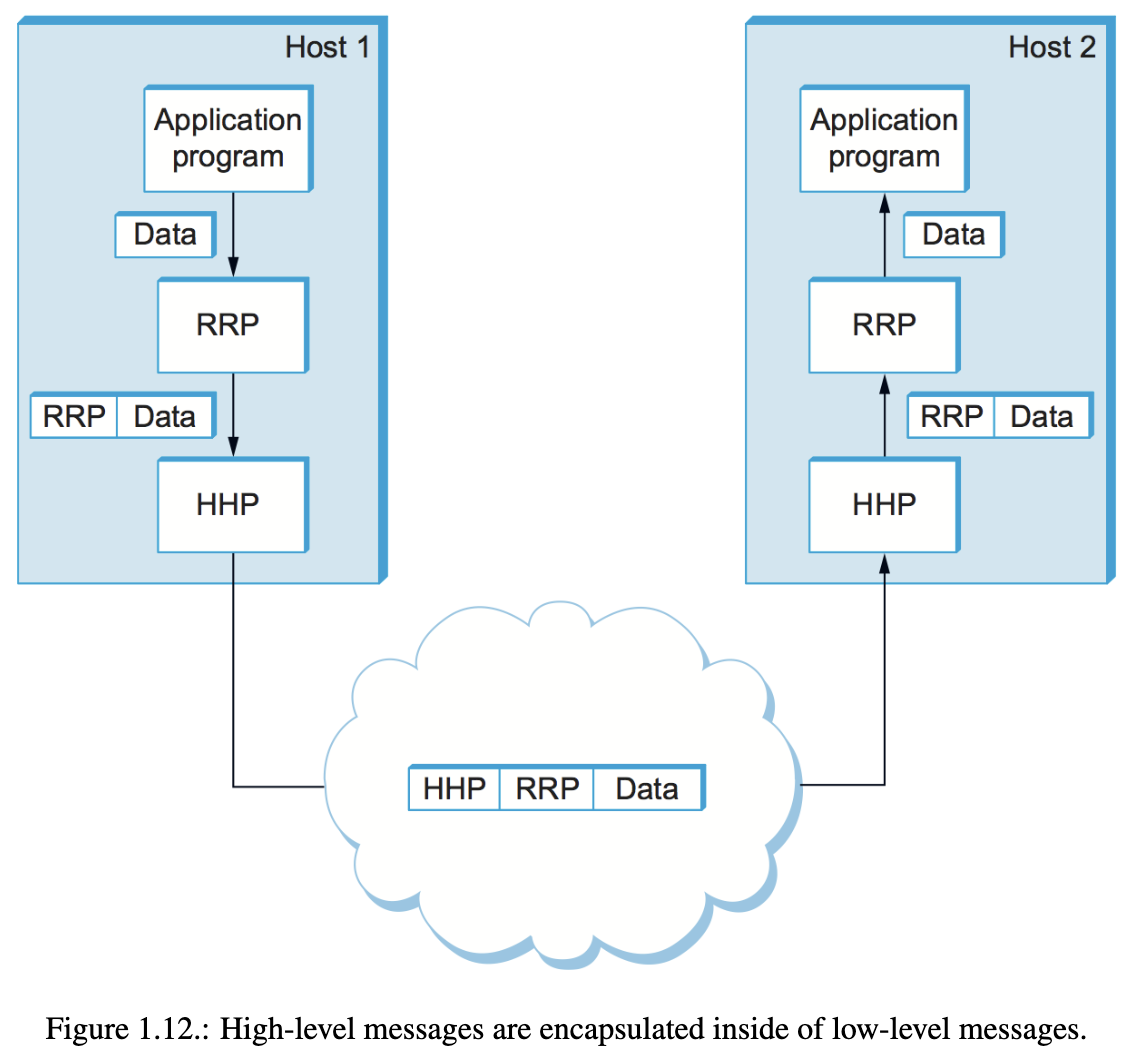 Host 1
Application
program
Data
RRP
RRP Data
HHP
Host 2
Application
program
Data
RRP
RRP Data
HHP
HHP RRP Data
Figure 1.12.: High-level messages are encapsulated inside of low-level messages.